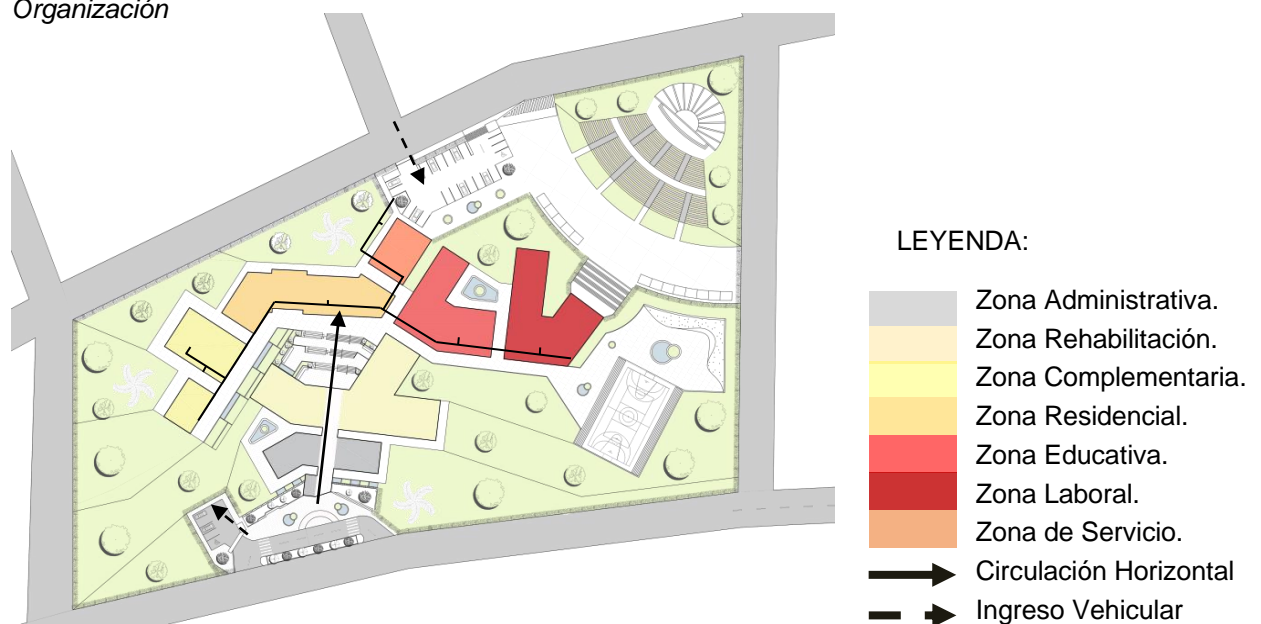 Organización
LEYENDA:
Zona Administrativa.
Zona Rehabilitación.
Zona Complementaria.
Zona Residencial.
Zona Educativa.
Zona Laboral.
Zona de Servicio.
Circulación Horizontal
Ingreso Vehicular